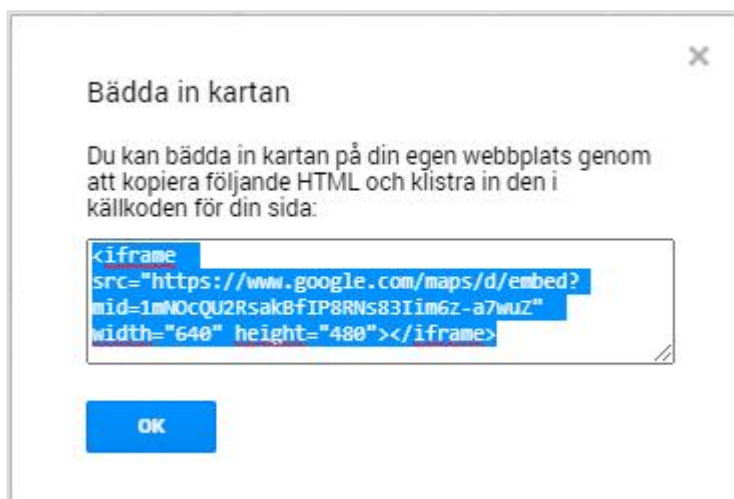 Bädda in kartan
Du kan bädda in kartan på din egen webbplats genom
att kopiera följande HTML och klistra in den i
källkoden för din sida:
<iframe
src="https://www.google.com/maps/d/embed?
mid=1mNOcQU2RsakBfIP8RNs83Iim6z-a7wuZ"
width="640" height="480"></iframe>
OK